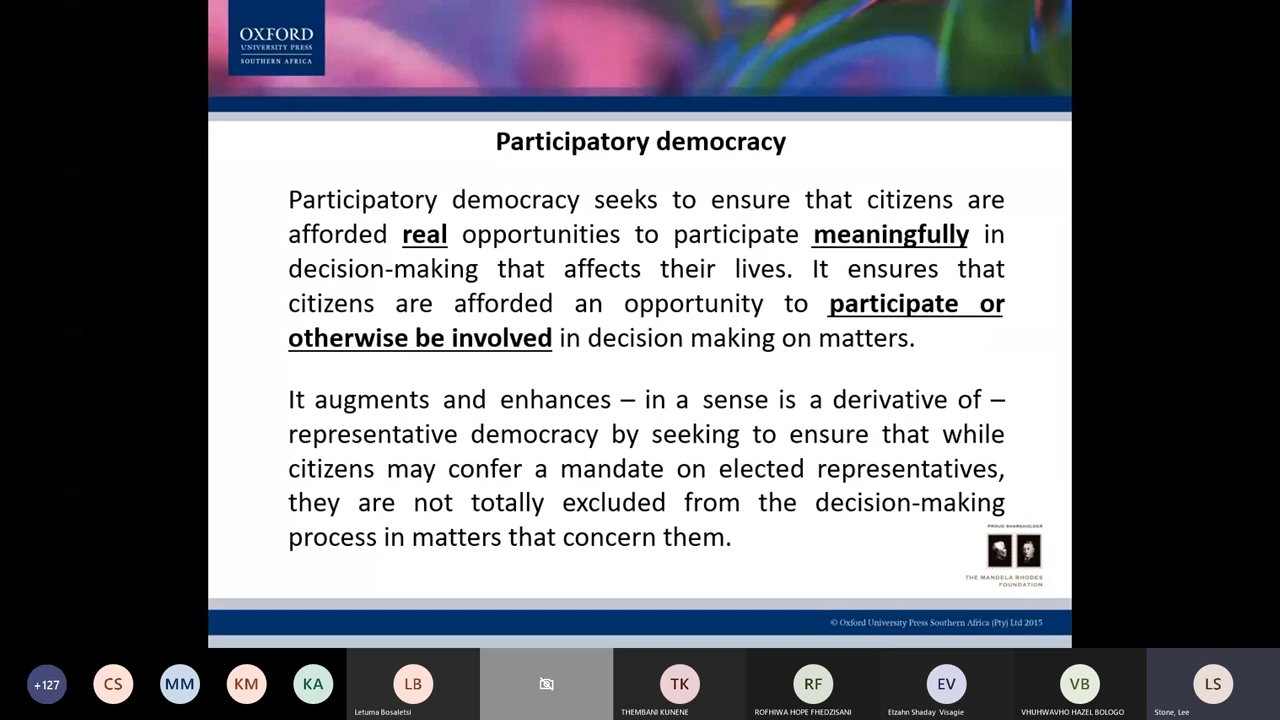 OXFORD
UNIVERSITY PRESS
SOUTHERN AFRICA
Participatory democracy
Participatory democracy seeks to ensure that citizens are
afforded real opportunities to participate meaningfully in
decision-making that affects their lives. It ensures that
citizens are afforded an opportunity to participate or
otherwise be involved in decision making on matters.
It augments and enhances – in a sense is a derivative of –
representative democracy by seeking to ensure that while
citizens may confer a mandate on elected representatives,
they are not totally excluded from the decision-making
process in matters that concern them.
PROUD SHAREHOLDER
THE MANDELA RHODES
FOUNDATION
© Oxford University Press Southern Africa (Pty) Ltd 2015
+127 CS MM KM KA LB TK RF EV VB LS
Letuma Bosaletsi THEMBANI KUNENE ROFHIWA HOPE FHEDZISANI Elzahn Shaday Visagie VHUHWAVHO HAZEL BOLOGO Stone, Lee